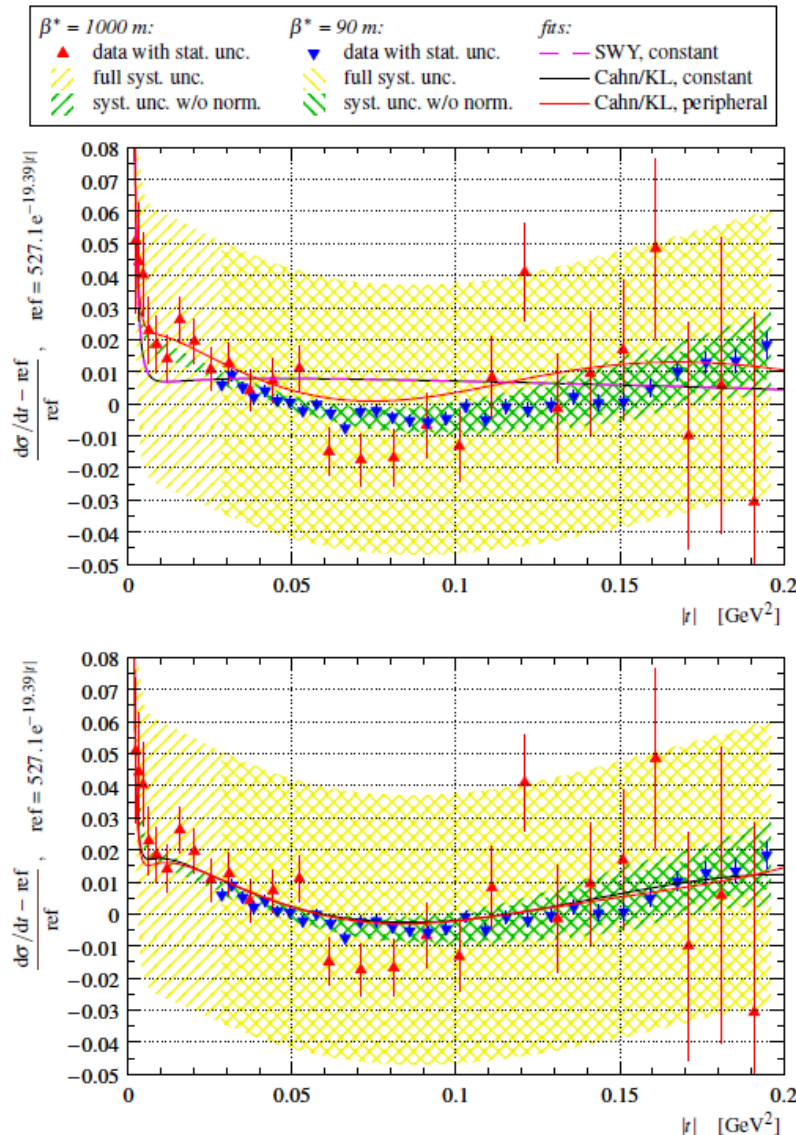 β* = 1000 m: β* = 90 m: fits:
data with stat. unc. data with stat. unc. SWY, constant
full syst. unc. full syst. unc. Cahn/KL, constant
syst. unc. w/o norm. syst. unc. w/o norm. Cahn/KL, peripheral
dσ/dt − ref / ref , ref = 527.1 e^−19.39|t|
0.08
0.07
0.06
0.05
0.04
0.03
0.02
0.01
0
−0.01
−0.02
−0.03
−0.04
−0.05
0 0.05 0.1 0.15 0.2
|t| [GeV²]
dσ/dt − ref / ref , ref = 527.1 e^−19.39|t|
0.08
0.07
0.06
0.05
0.04
0.03
0.02
0.01
0
−0.01
−0.02
−0.03
−0.04
−0.05
0 0.05 0.1 0.15 0.2
|t| [GeV²]